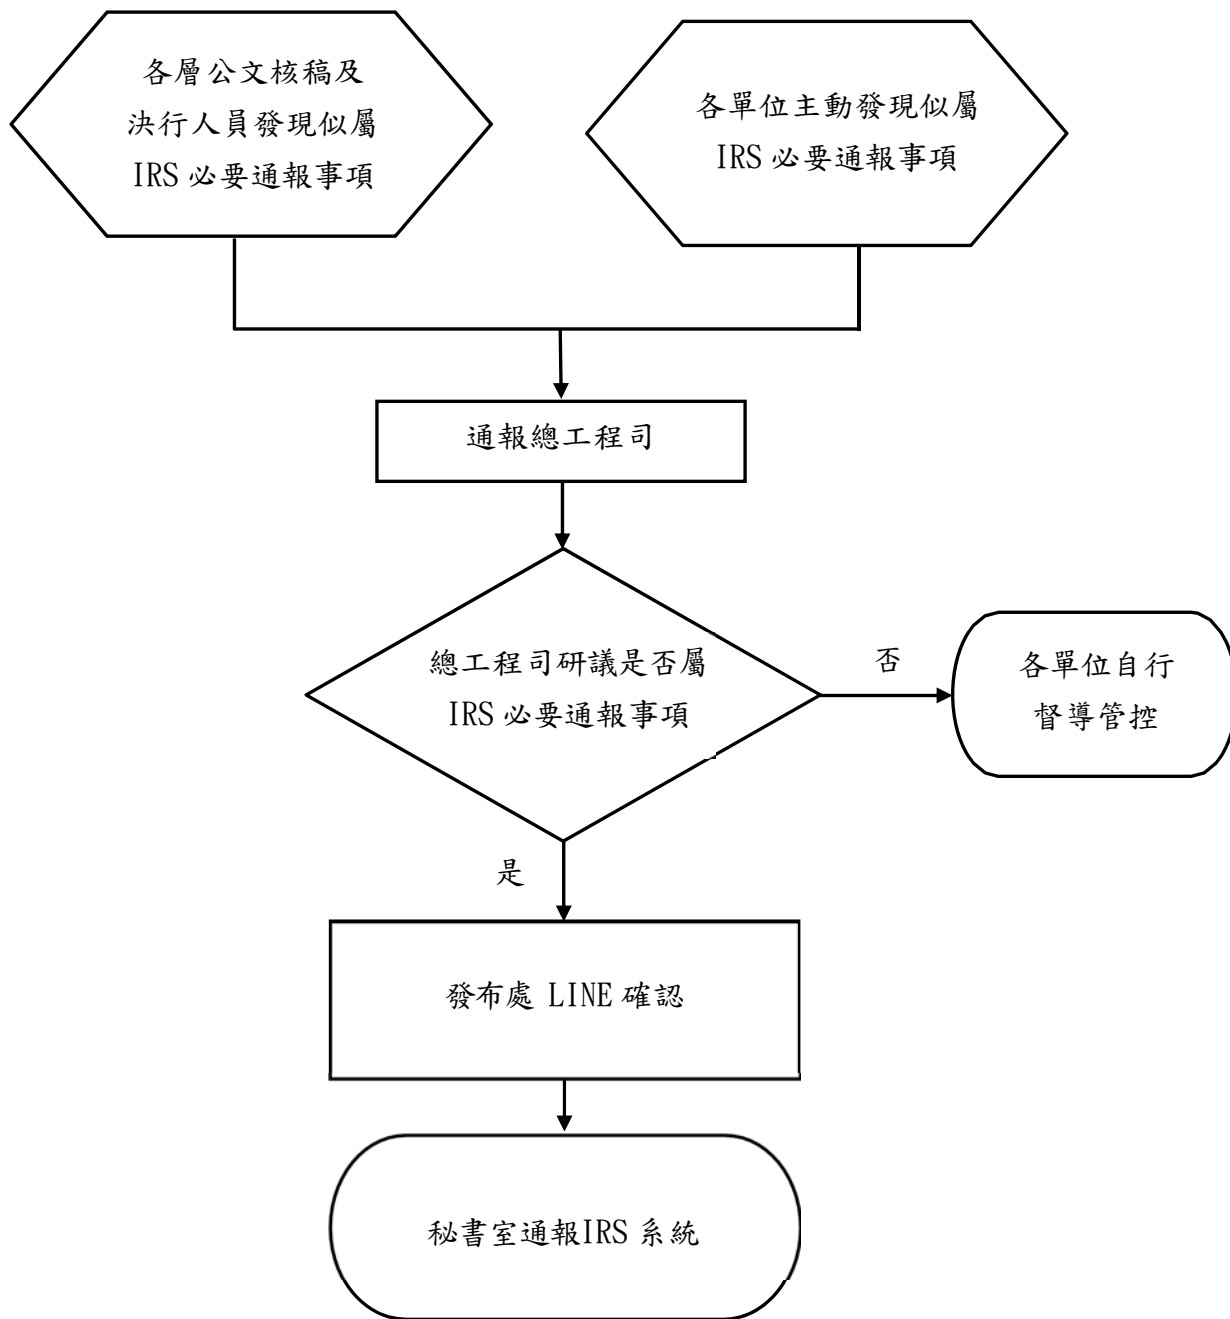 各層公文核稿及
決行人員發現似屬
IRS 必要通報事項
各單位主動發現似屬
IRS 必要通報事項
通報總工程司
總工程司研議是否屬
IRS 必要通報事項
否
各單位自行
督導管控
是
發布處 LINE 確認
秘書室通報IRS 系統